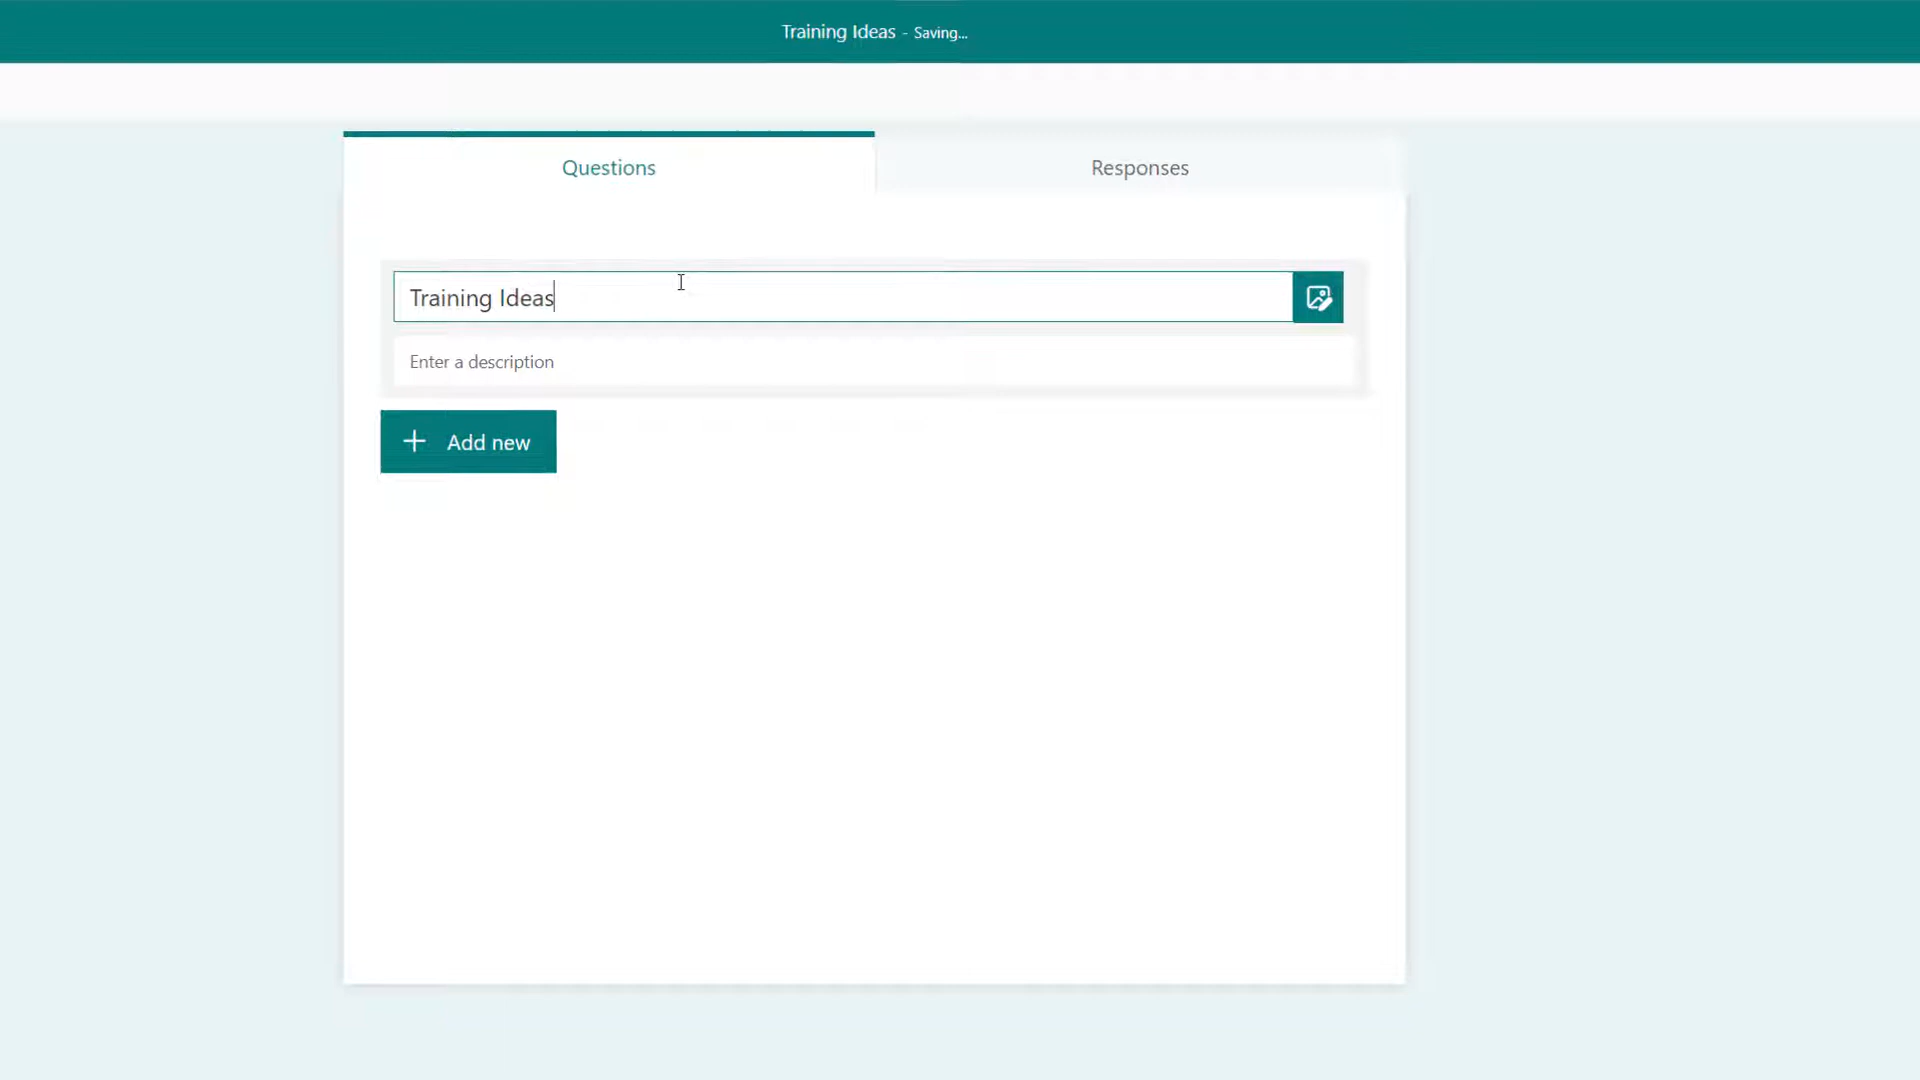 Training Ideas - Saving...
Questions
Responses
Training Ideas
Enter a description
Add new